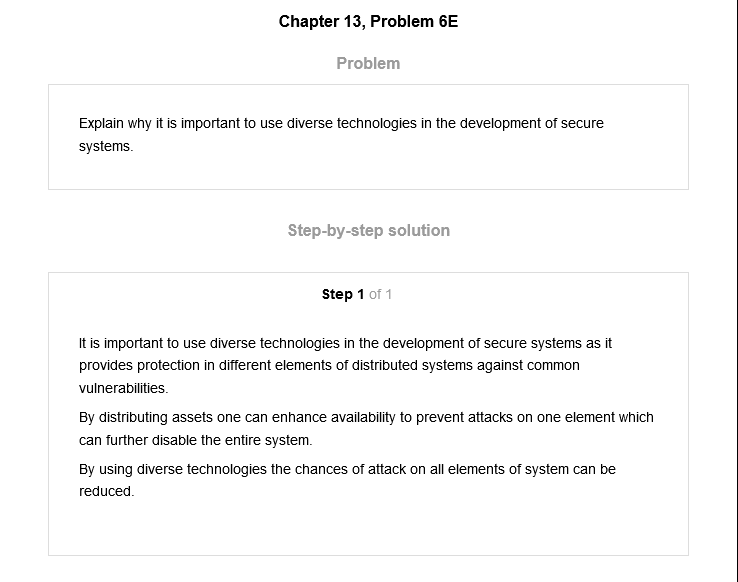 Chapter 13, Problem 6E
Problem
Explain why it is important to use diverse technologies in the development of secure
systems.
Step-by-step solution
Step 1 of 1
It is important to use diverse technologies in the development of secure systems as it
provides protection in different elements of distributed systems against common
vulnerabilities.
By distributing assets one can enhance availability to prevent attacks on one element which
can further disable the entire system.
By using diverse technologies the chances of attack on all elements of system can be
reduced.